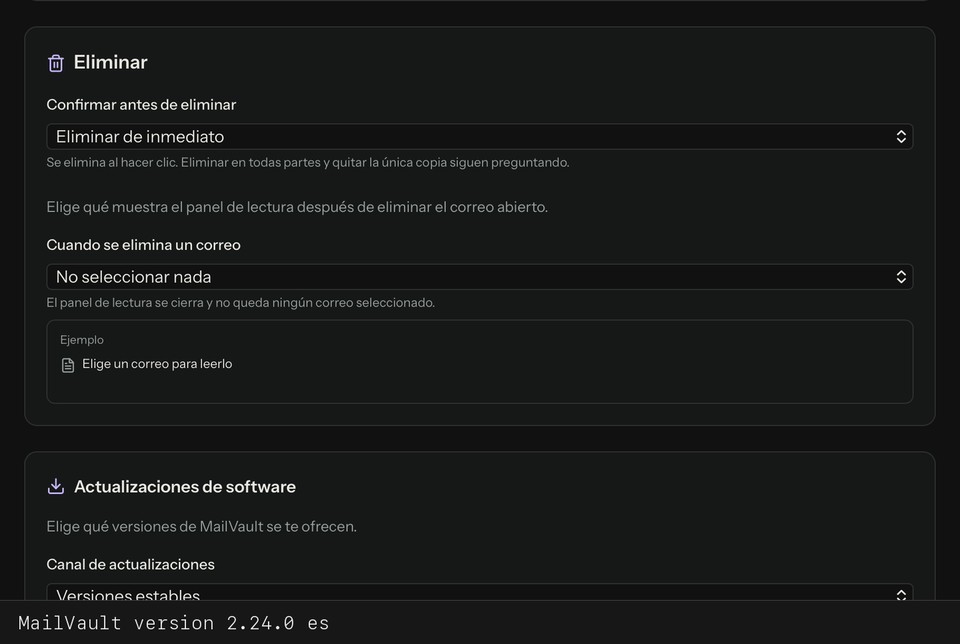 Eliminar
Confirmar antes de eliminar
Eliminar de inmediato
Se elimina al hacer clic. Eliminar en todas partes y quitar la única copia siguen preguntando.
Elige qué muestra el panel de lectura después de eliminar el correo abierto.
Cuando se elimina un correo
No seleccionar nada
El panel de lectura se cierra y no queda ningún correo seleccionado.
Ejemplo
Elige un correo para leerlo
Actualizaciones de software
Elige qué versiones de MailVault se te ofrecen.
Canal de actualizaciones
Versiones estables
MailVault version 2.24.0 es